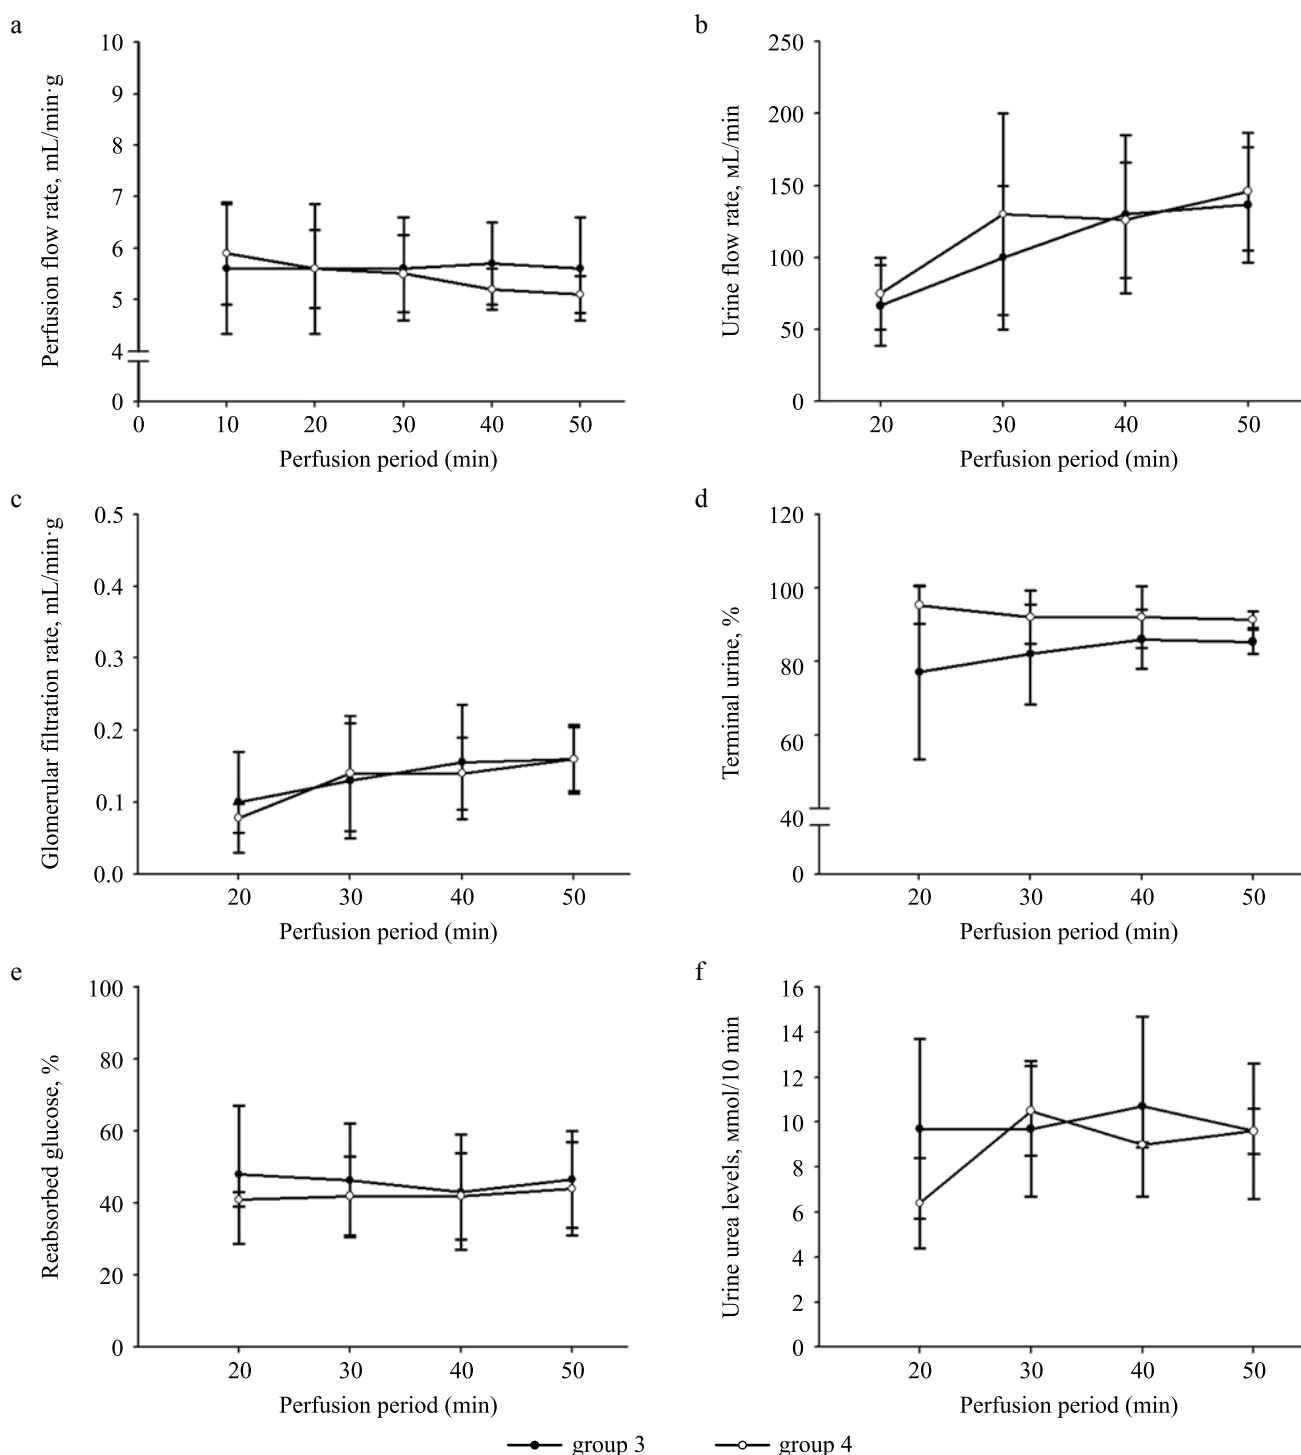 a
Perfusion flow rate, mL/min·g
10
9
8
7
6
5
4
0
0 10 20 30 40 50
Perfusion period (min)
b
Urine flow rate, мL/min
250
200
150
100
50
0
20 30 40 50
Perfusion period (min)
c
Glomerular filtration rate, mL/min·g
0.5
0.4
0.3
0.2
0.1
0.0
20 30 40 50
Perfusion period (min)
d
Terminal urine, %
120
100
80
60
40
0
20 30 40 50
Perfusion period (min)
e
Reabsorbed glucose, %
100
80
60
40
20
0
20 30 40 50
Perfusion period (min)
f
Urine urea levels, мmol/10 min
16
14
12
10
8
6
4
2
0
20 30 40 50
Perfusion period (min)
group 3 group 4